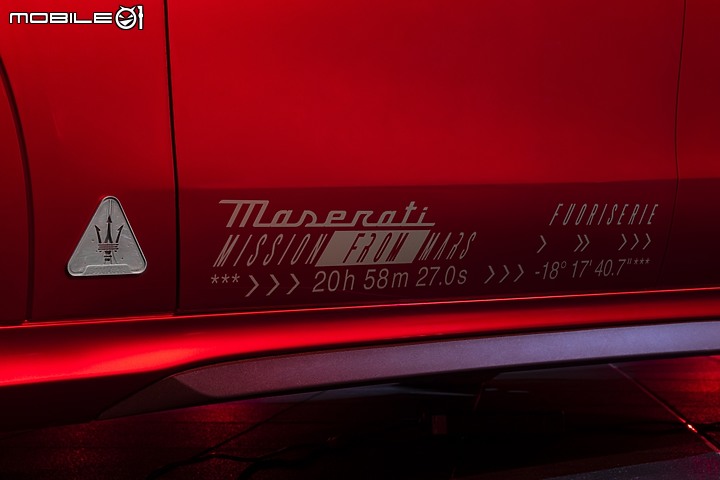 MOBILE01
Maserati
MISSION FROM MARS
*** >>> 20h 58m 27.0s >>> -18° 17' 40.7" ***
FUORISERIE
> >> >>>